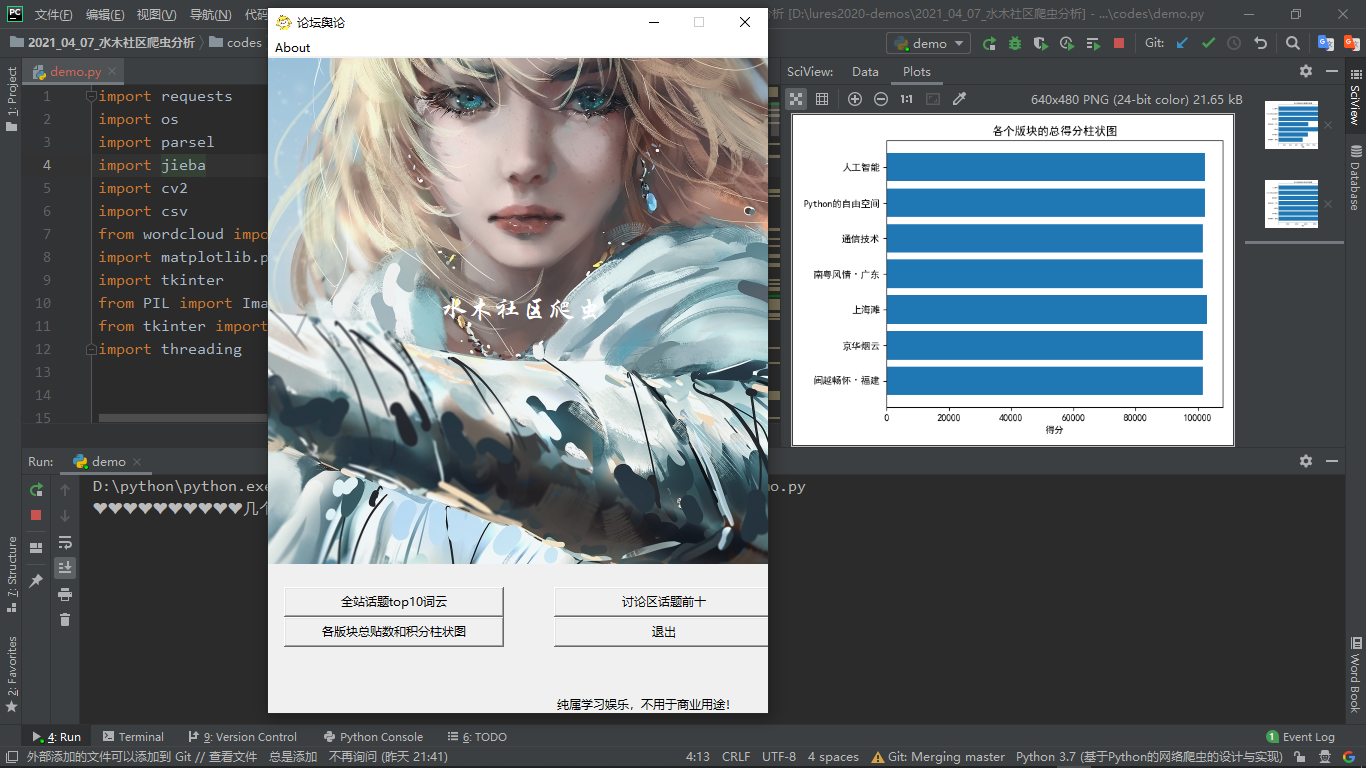 文件(F) 编辑(E) 视图(V) 导航(N) 代码
析 [D:\lures2020-demos\2021_04_07_水木社区爬虫分析] - ...\codes\demo.py
2021_04_07_水木社区爬虫分析 codes
demo
Git:
论坛舆论
About
水木社区爬虫
全站话题top10词云
讨论区话题前十
各版块总贴数和积分柱状图
退出
纯属学习娱乐，不用于商业用途!
1: Project
demo.py
1 import requests
2 import os
3 import parsel
4 import jieba
5 import cv2
6 import csv
7 from wordcloud impo
8 import matplotlib.p
9 import tkinter
10 from PIL import Ima
11 from tkinter import
12 import threading
13
14
15
SciView: Data Plots
1:1
640x480 PNG (24-bit color) 21.65 kB
各个版块的总得分柱状图
人工智能
Python的自由空间
通信技术
南粤风情·广东
上海滩
京华烟云
闽越畅怀·福建
0 20000 40000 60000 80000 100000
得分
SciView
Database
Word Book
Run: demo
D:\python\python.exe
mo.py
♥♥♥♥♥♥♥♥♥♥几个
7: Structure
2: Favorites
4: Run Terminal 9: Version Control Python Console 6: TODO
1 Event Log
外部添加的文件可以添加到 Git // 查看文件 总是添加 不再询问 (昨天 21:41)
4:13 CRLF UTF-8 4 spaces Git: Merging master Python 3.7 (基于Python的网络爬虫的设计与实现)